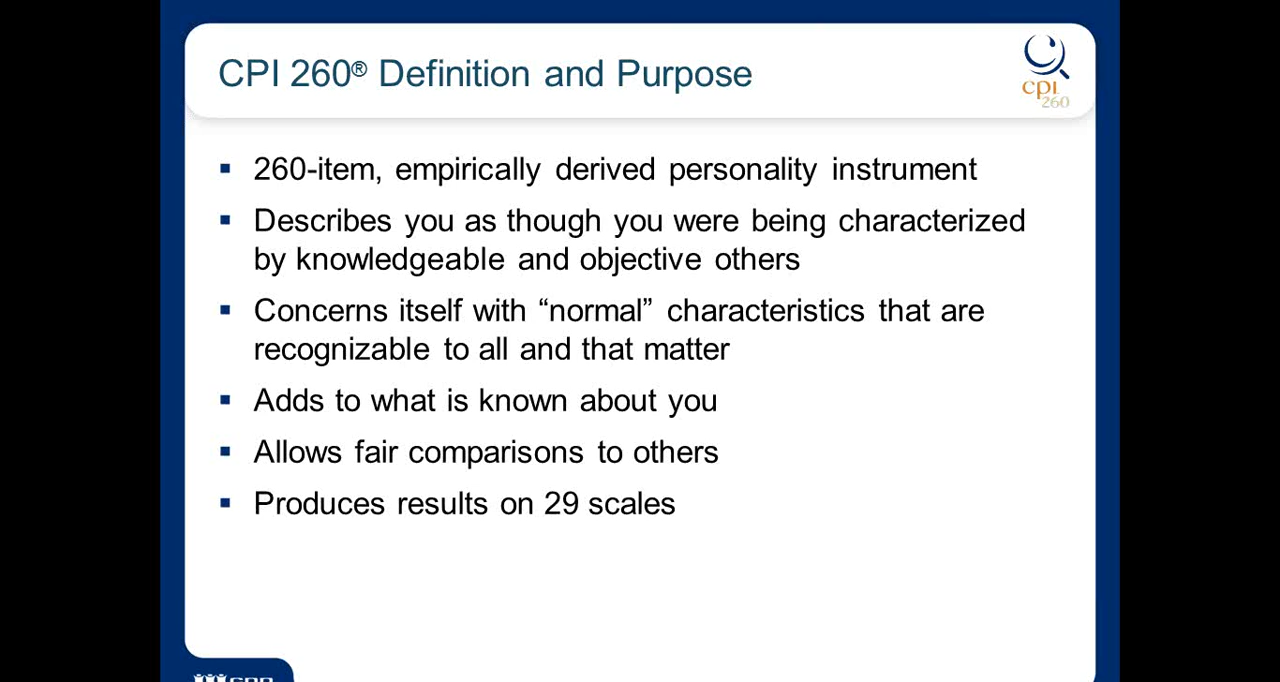 CPI 260® Definition and Purpose
cpi
260
260-item, empirically derived personality instrument
Describes you as though you were being characterized
by knowledgeable and objective others
Concerns itself with “normal” characteristics that are
recognizable to all and that matter
Adds to what is known about you
Allows fair comparisons to others
Produces results on 29 scales